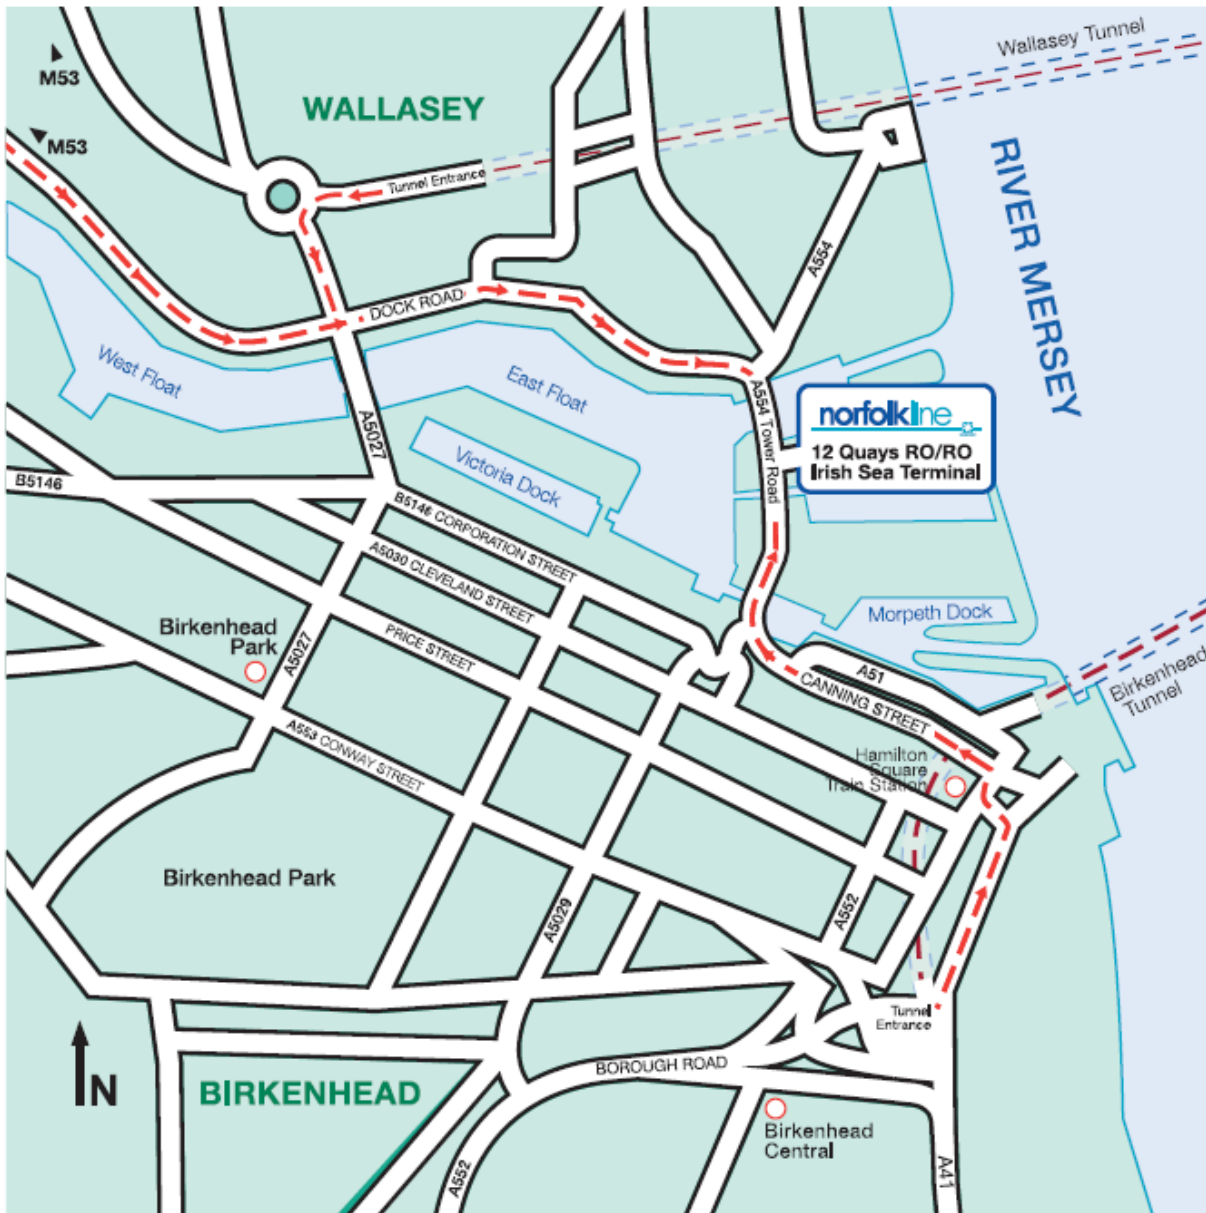 Wallasey Tunnel
M53
WALLASEY
M53
RIVER MERSEY
Tunnel Entrance
A554
DOCK ROAD
West Float
East Float
A554 Tower Road
norfolkline
12 Quays RO/RO
Irish Sea Terminal
A5027
Victoria Dock
B5146
B5146 CORPORATION STREET
A5030 CLEVELAND STREET
Morpeth Dock
Birkenhead
Park
A5027
PRICE STREET
A51
Birkenhead
Tunnel
CANNING STREET
A553 CONWAY STREET
Hamilton
Square
Train Station
Birkenhead Park
A5029
A552
Tunnel
Entrance
N
BIRKENHEAD
BOROUGH ROAD
Birkenhead
Central
A552
A41